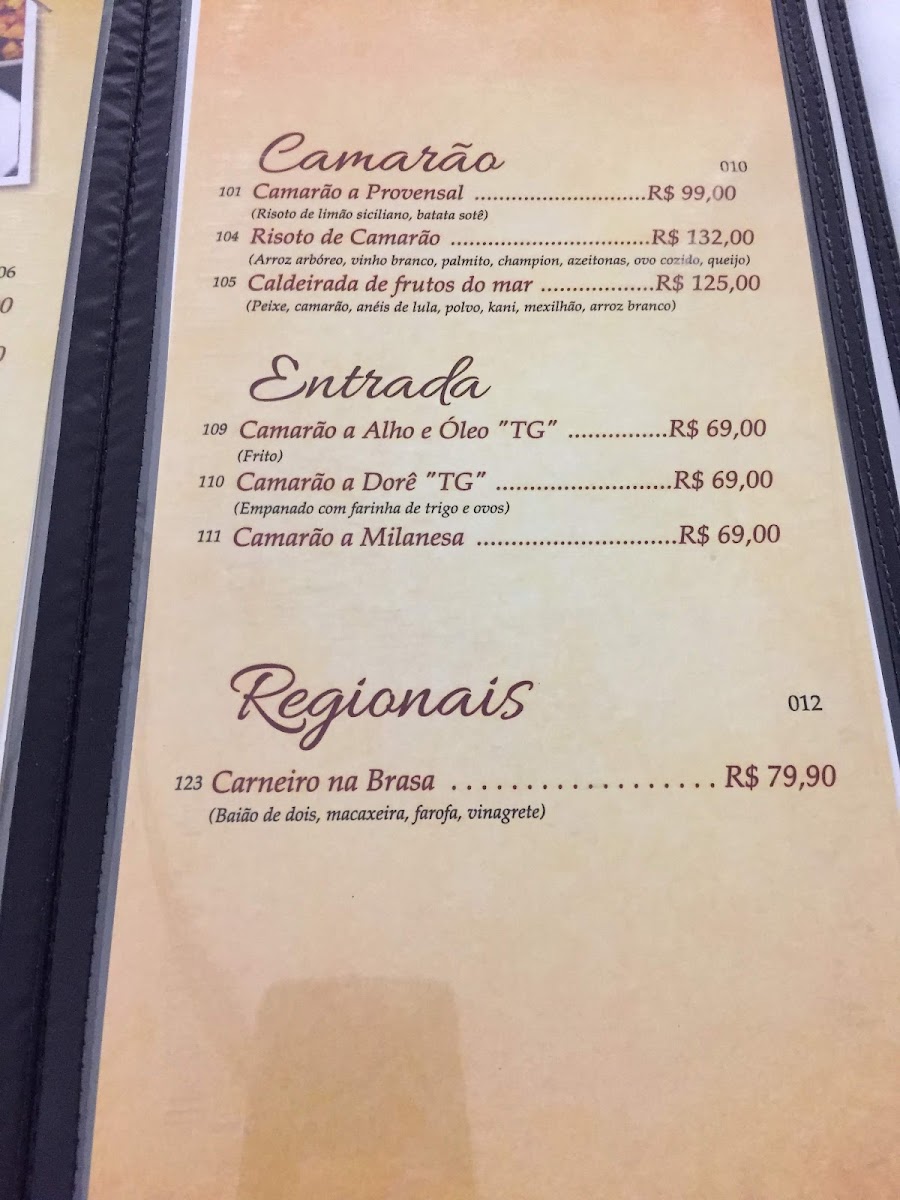 06
0
0
Camarão 010
101 Camarão a Provensal ............................R$ 99,00
(Risoto de limão siciliano, batata sotê)
104 Risoto de Camarão .................................R$ 132,00
(Arroz arbóreo, vinho branco, palmito, champion, azeitonas, ovo cozido, queijo)
105 Caldeirada de frutos do mar ...................R$ 125,00
(Peixe, camarão, anéis de lula, polvo, kani, mexilhão, arroz branco)
Entrada
109 Camarão a Alho e Óleo "TG" ................R$ 69,00
(Frito)
110 Camarão a Dorê "TG" ............................R$ 69,00
(Empanado com farinha de trigo e ovos)
111 Camarão a Milanesa ................................R$ 69,00
Regionais 012
123 Carneiro na Brasa . . . . . . . . . . . . . . . . . . . R$ 79,90
(Baião de dois, macaxeira, farofa, vinagrete)